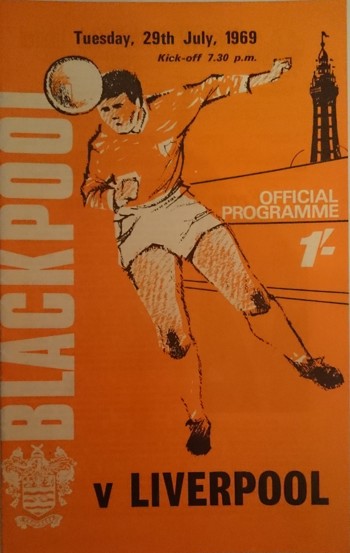 Tuesday, 29th July, 1969
Kick-off 7.30 p.m.
BLACKPOOL
OFFICIAL
PROGRAMME
1/-
v LIVERPOOL